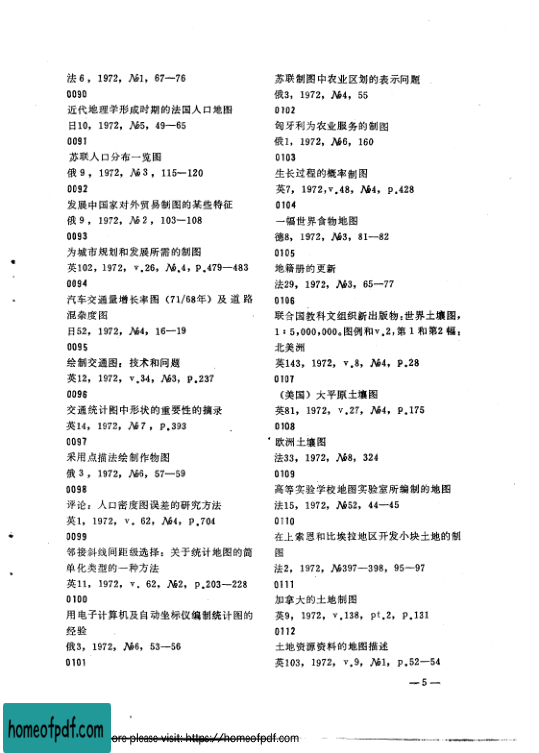 法6，1972，№1，67—76
0090
近代地理学形成时期的法国人口地图
日10，1972，№5，49—65
0091
苏联人口分布一览图
俄9，1972，№3，115—120
0092
发展中国家对外贸易制图的某些特征
俄9，1972，№2，103—108
0093
为城市规划和发展所需的制图
英102，1972，v.26，№.4，p.479—483
0094
汽车交通量增长率图（71/68年）及道路
混杂度图
日52，1972，№4，16—19
0095
绘制交通图：技术和问题
英12，1972，v.34，№3，p.237
0096
交通统计图中形状的重要性的摘录
英14，1972，№7，p.393
0097
采用点描法绘制作物图
俄3，1972，№6，57—59
0098
评论：人口密度图误差的研究方法
英1，1972，v.62，№4，p.704
0099
邻接斜线间距级选择：关于统计地图的简
单化类型的一种方法
英11，1972，v.62，№2，p.203—228
0100
用电子计算机及自动坐标仪编制统计图的
经验
俄3，1972，№6，53—56
0101
苏联制图中农业区划的表示问题
俄3，1972，№4，55
0102
匈牙利为农业服务的制图
俄1，1972，№6，160
0103
生长过程的概率制图
英7，1972，v.48，№4，p.428
0104
一幅世界食物地图
德8，1972，№3，81—82
0105
地籍册的更新
法29，1972，№3，65—77
0106
联合国教科文组织新出版物：世界土壤图，
1：5,000,000。图例和v.2，第1和第2幅：
北美洲
英143，1972，v.8，№4，p.28
0107
（美国）大平原土壤图
英81，1972，v.27，№4，p.175
0108
欧洲土壤图
法33，1972，№8，324
0109
高等实验学校地图实验室所编制的地图
法15，1972，№52，44—45
0110
在上索恩和比埃拉地区开发小块土地的制
图
法2，1972，№397—398，95—97
0111
加拿大的土地制图
英9，1972，v.138，pt.2，p.131
0112
土地资源资料的地图描述
英103，1972，v.9，№1，p.52—54
—5—
homeofpdf.com
ore please visit: https://homeofpdf.com